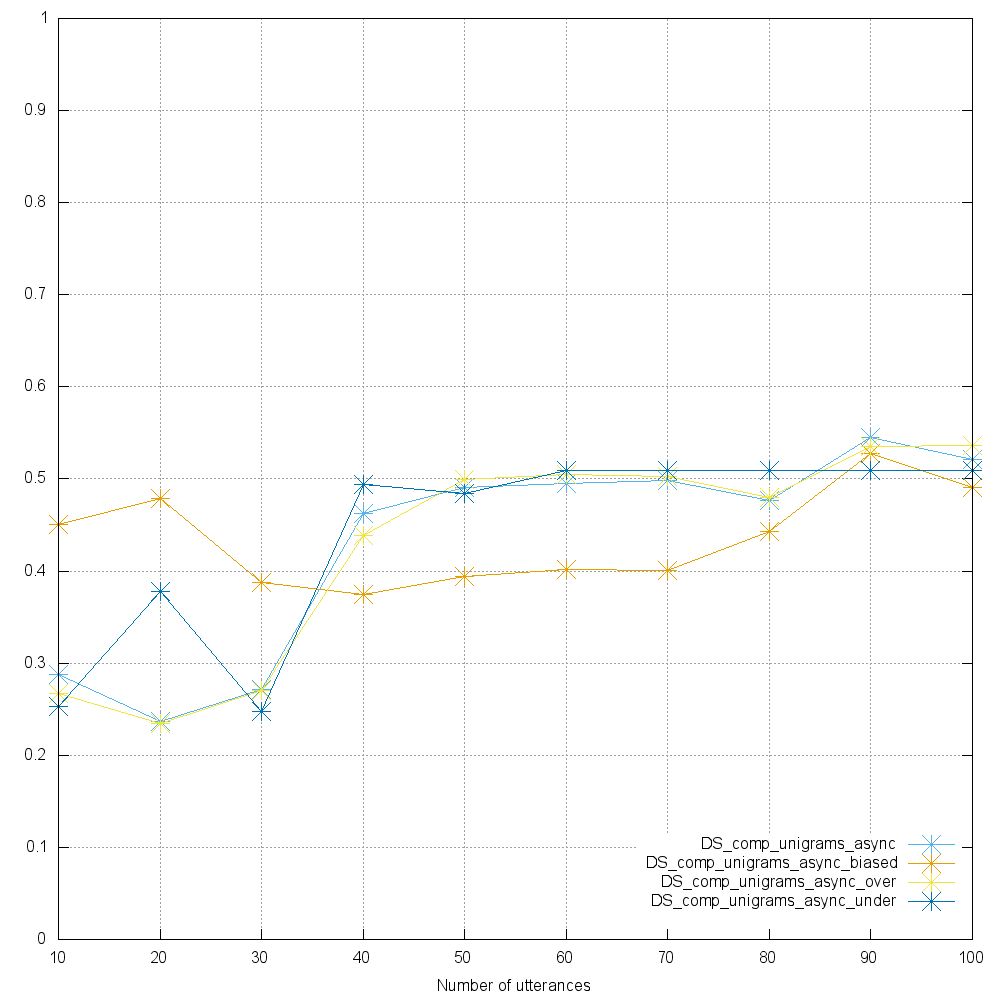 1
0.9
0.8
0.7
0.6
0.5
0.4
0.3
0.2
0.1
0
DS_comp_unigrams_async
DS_comp_unigrams_async_biased
DS_comp_unigrams_async_over
DS_comp_unigrams_async_under
10 20 30 40 50 60 70 80 90 100
Number of utterances